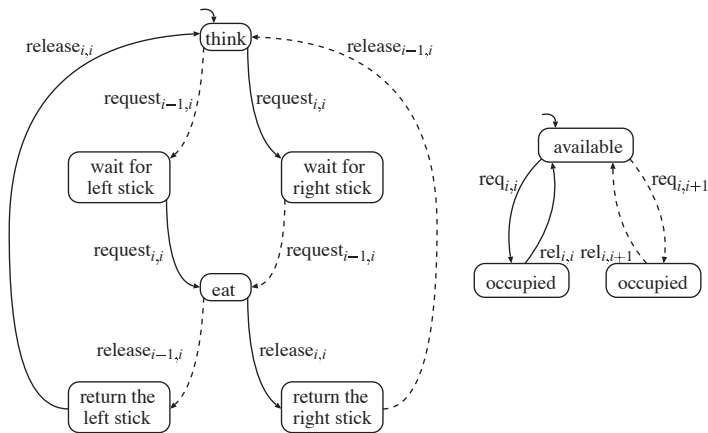 release_{i,i}
think
release_{i−1,i}
request_{i−1,i}
request_{i,i}
wait for
left stick
wait for
right stick
available
req_{i,i}
req_{i,i+1}
request_{i,i}
request_{i−1,i}
rel_{i,i}
rel_{i,i+1}
eat
occupied
occupied
release_{i−1,i}
release_{i,i}
return the
left stick
return the
right stick